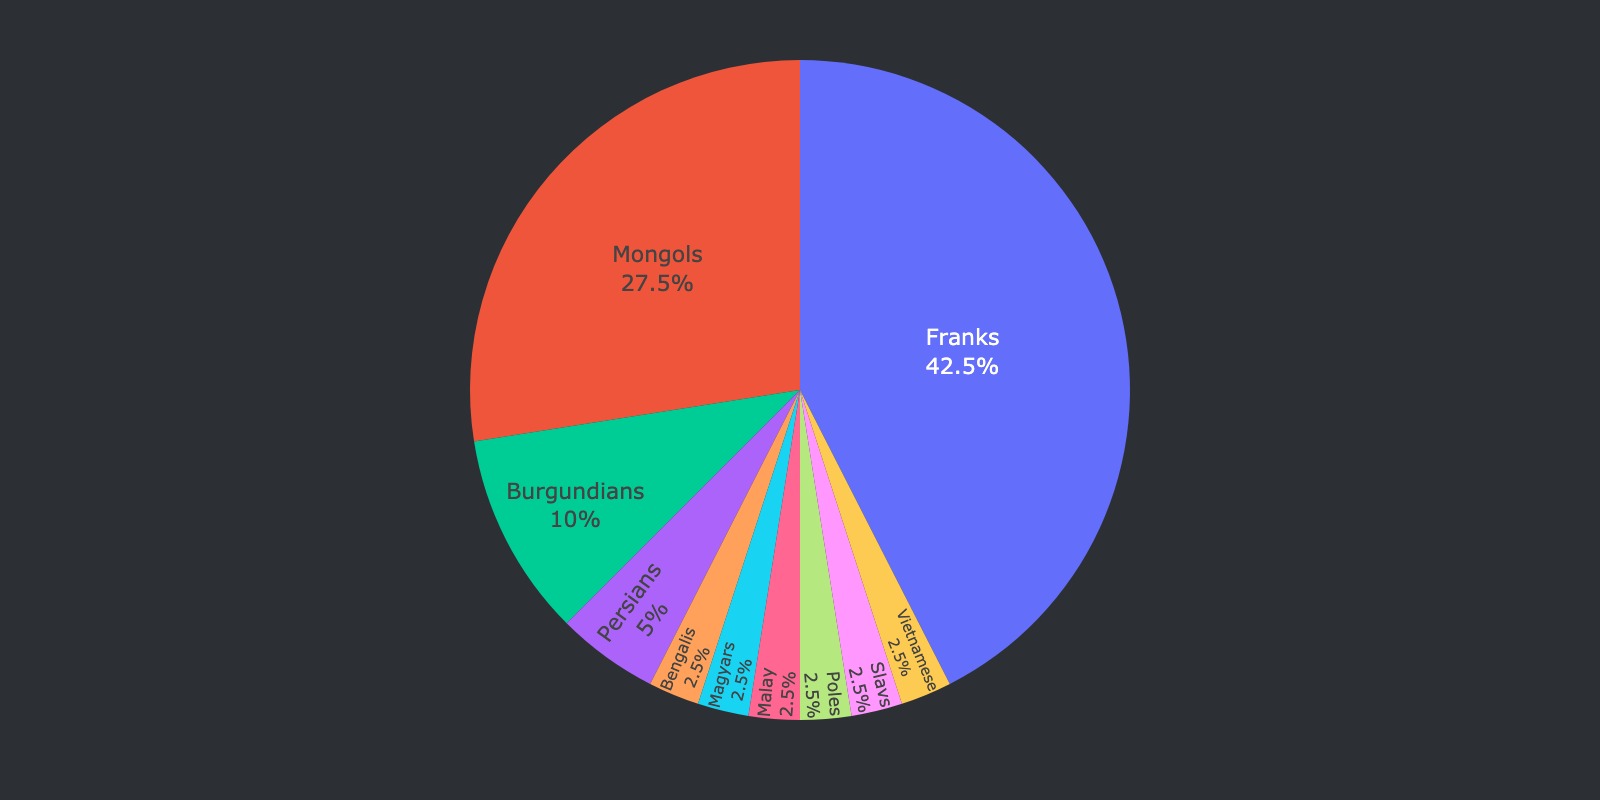 Mongols
27.5%
Franks
42.5%
Burgundians
10%
Persians
5%
Bengalis
2.5%
Magyars
2.5%
Malay
2.5%
Poles
2.5%
Slavs
2.5%
Vietnamese
2.5%